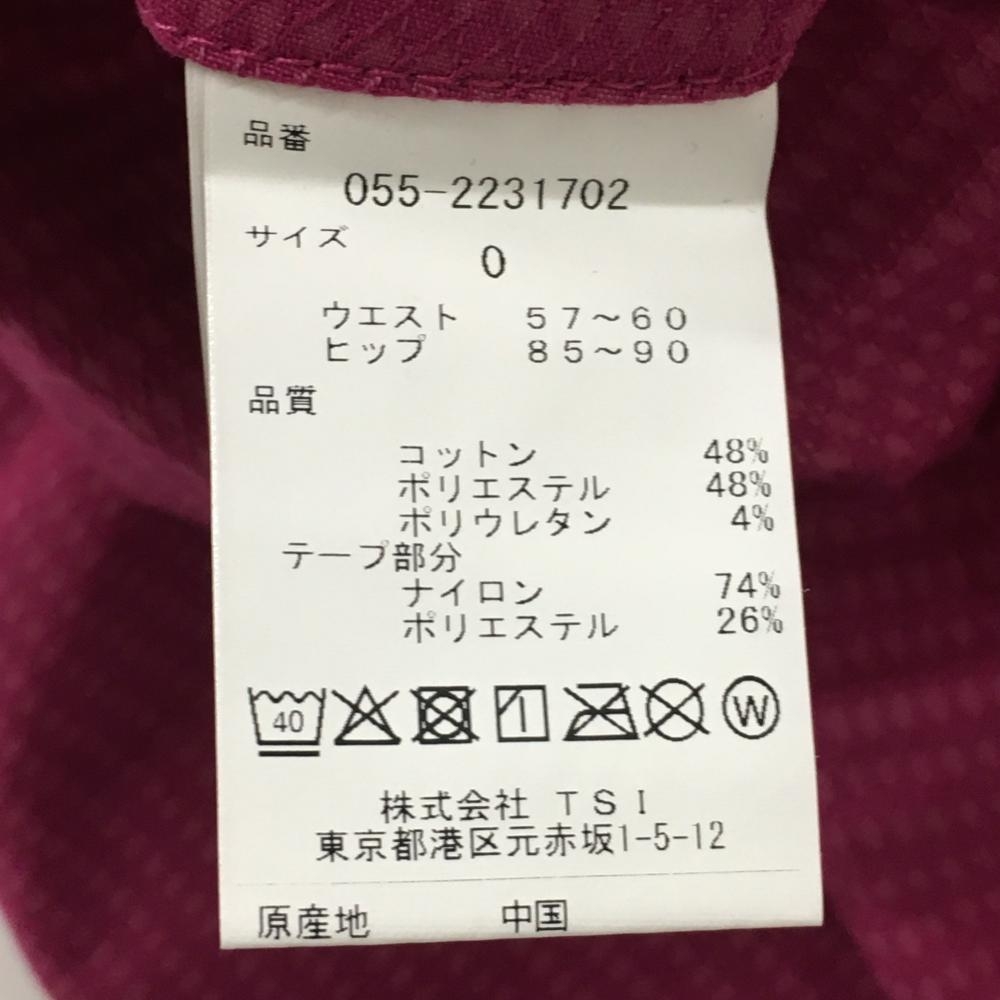 品番
055-2231702
サイズ
0
ウエスト 57～60
ヒップ 85～90
品質
コットン 48%
ポリエステル 48%
ポリウレタン 4%
テープ部分
ナイロン 74%
ポリエステル 26%
40 W
株式会社 TSI
東京都港区元赤坂1-5-12
原産地 中国